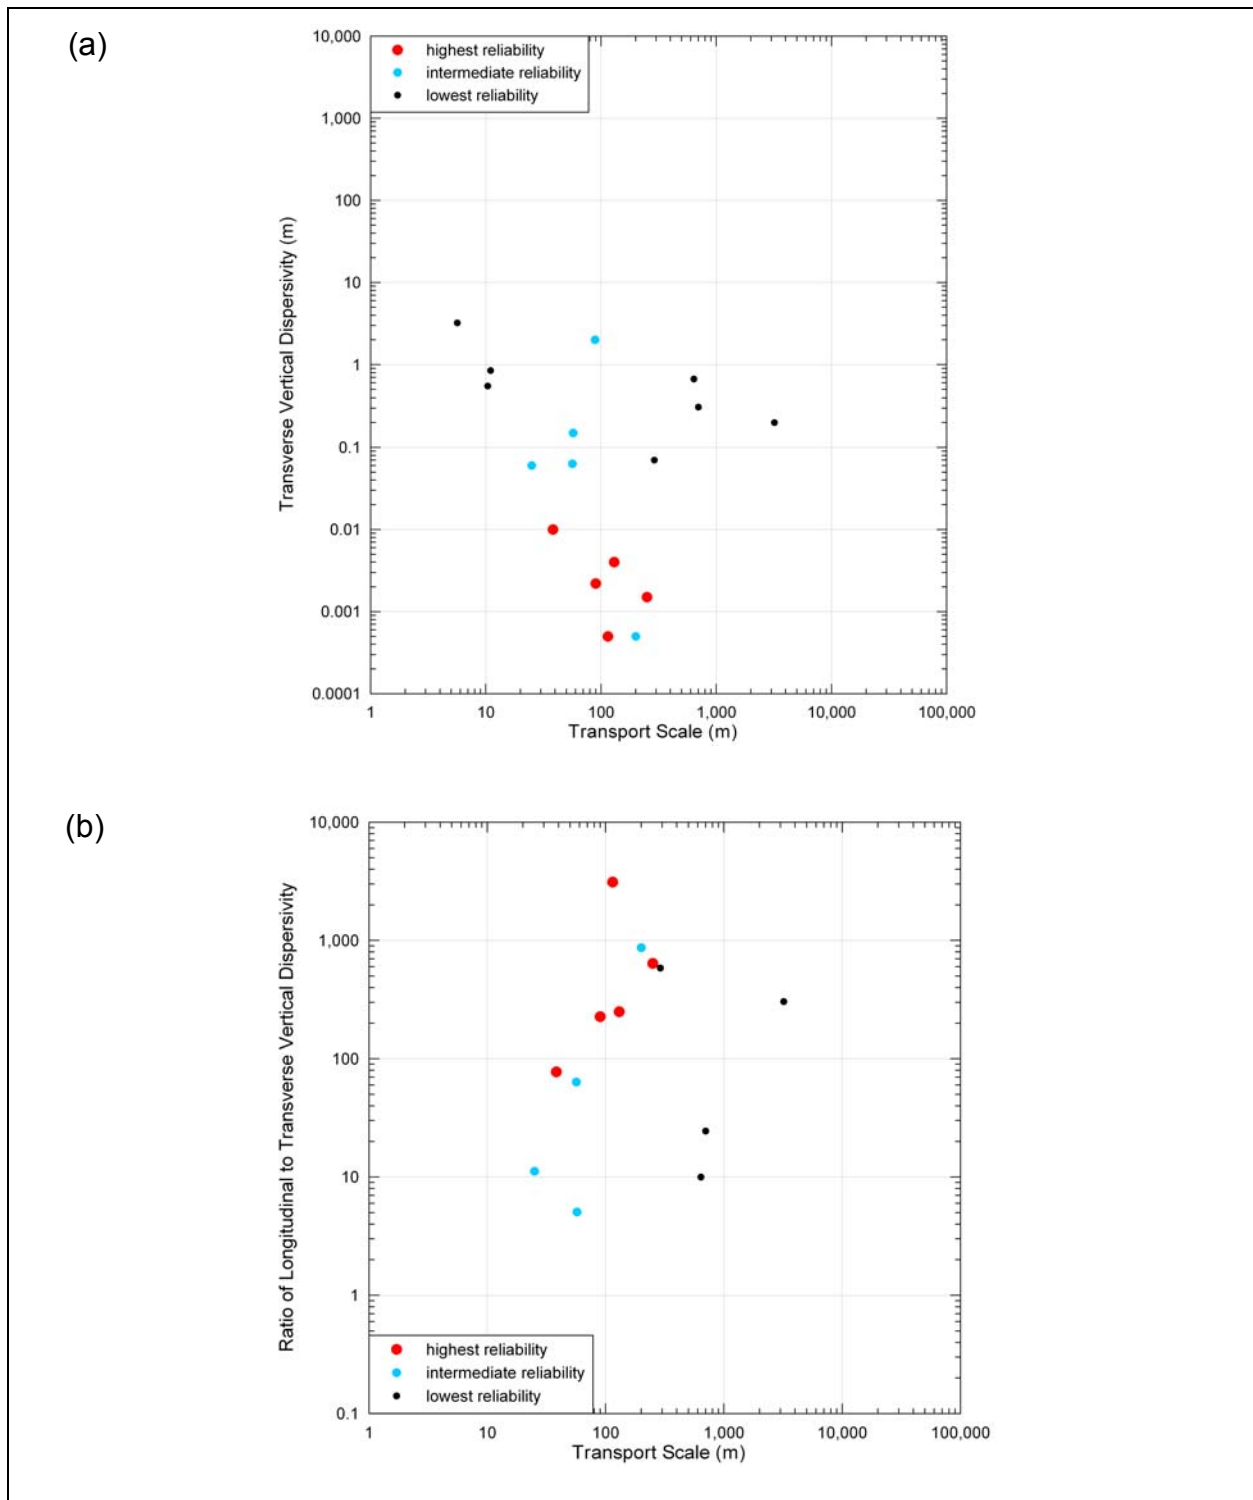 (a)
10,000
highest reliability
intermediate reliability
lowest reliability
1,000
100
10
1
0.1
0.01
0.001
0.0001
Transverse Vertical Dispersivity (m)
1 10 100 1,000 10,000 100,000
Transport Scale (m)
(b)
10,000
1,000
100
10
1
0.1
Ratio of Longitudinal to Transverse Vertical Dispersivity
highest reliability
intermediate reliability
lowest reliability
1 10 100 1,000 10,000 100,000
Transport Scale (m)